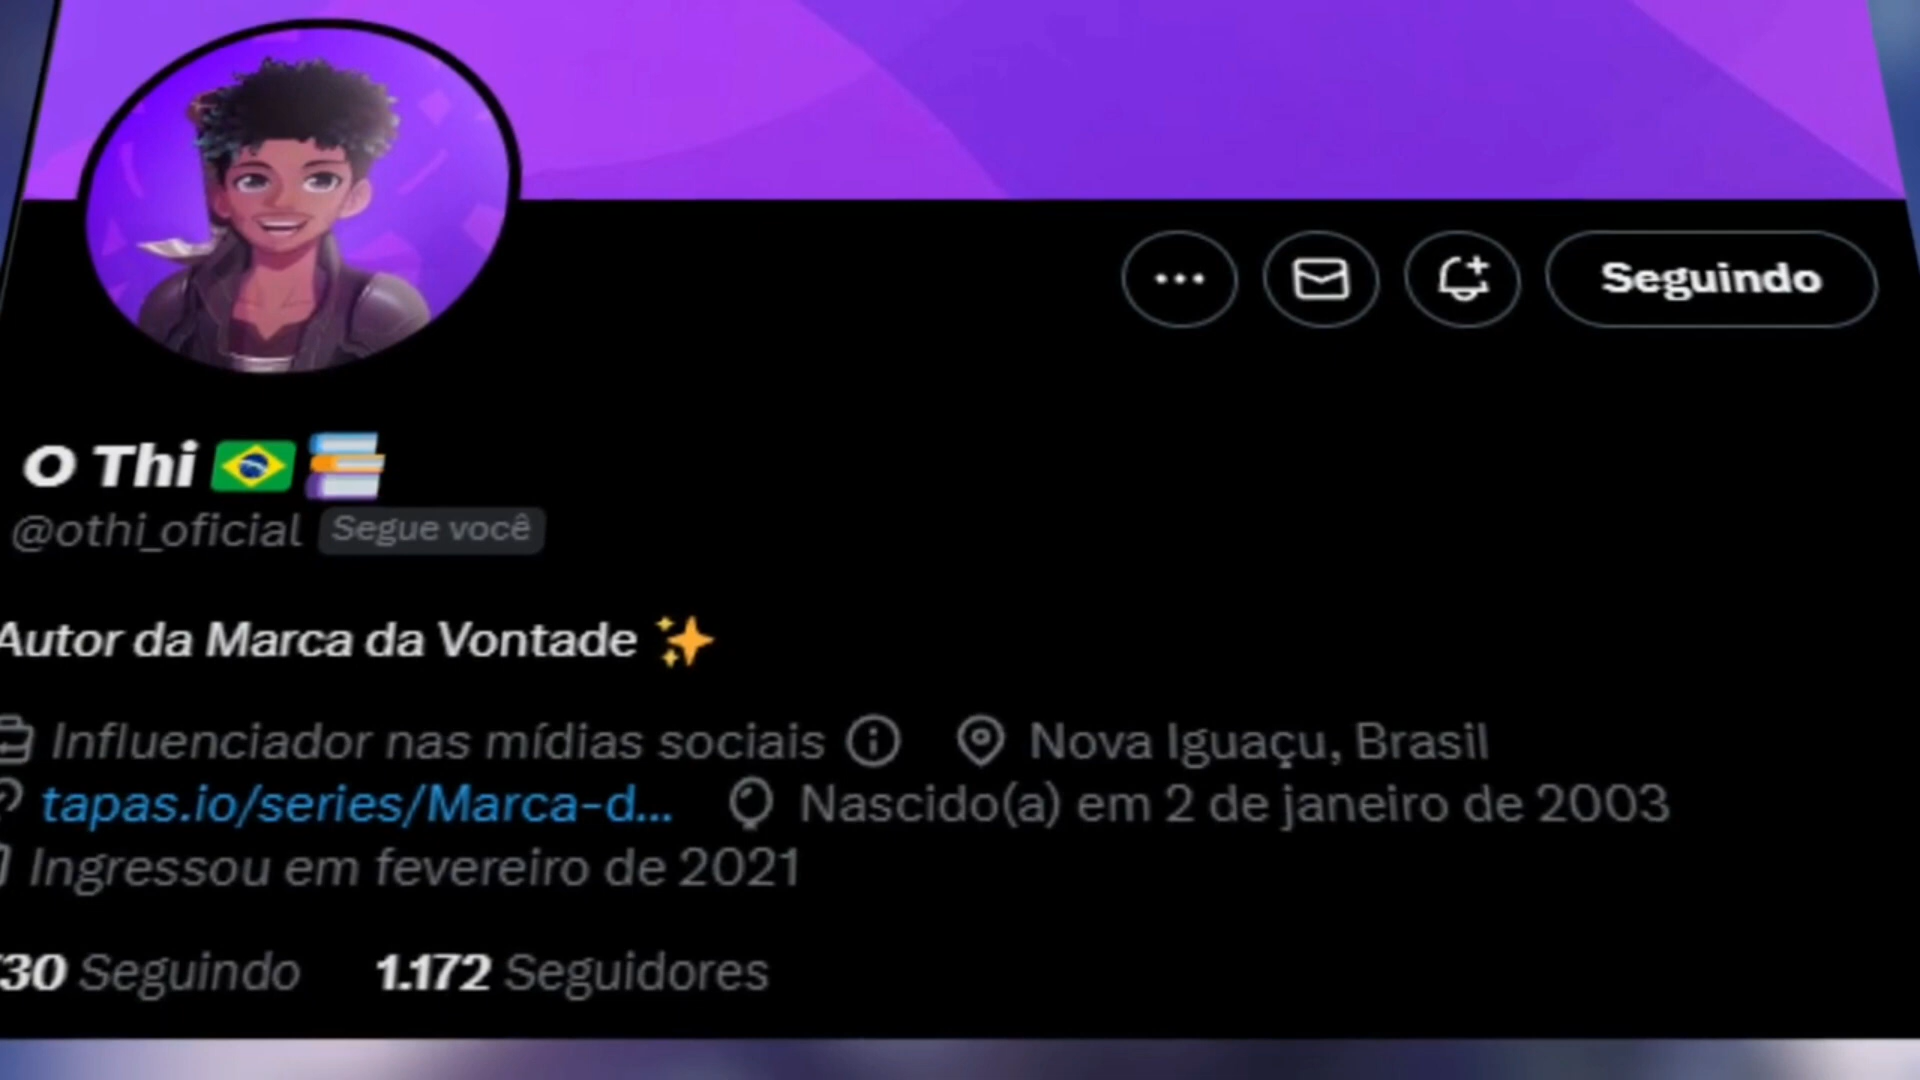 Seguindo
O Thi
@othi_oficial Segue você
Autor da Marca da Vontade
Influenciador nas mídias sociais Nova Iguaçu, Brasil
tapas.io/series/Marca-d... Nascido(a) em 2 de janeiro de 2003
Ingressou em fevereiro de 2021
Seguindo 1.172 Seguidores